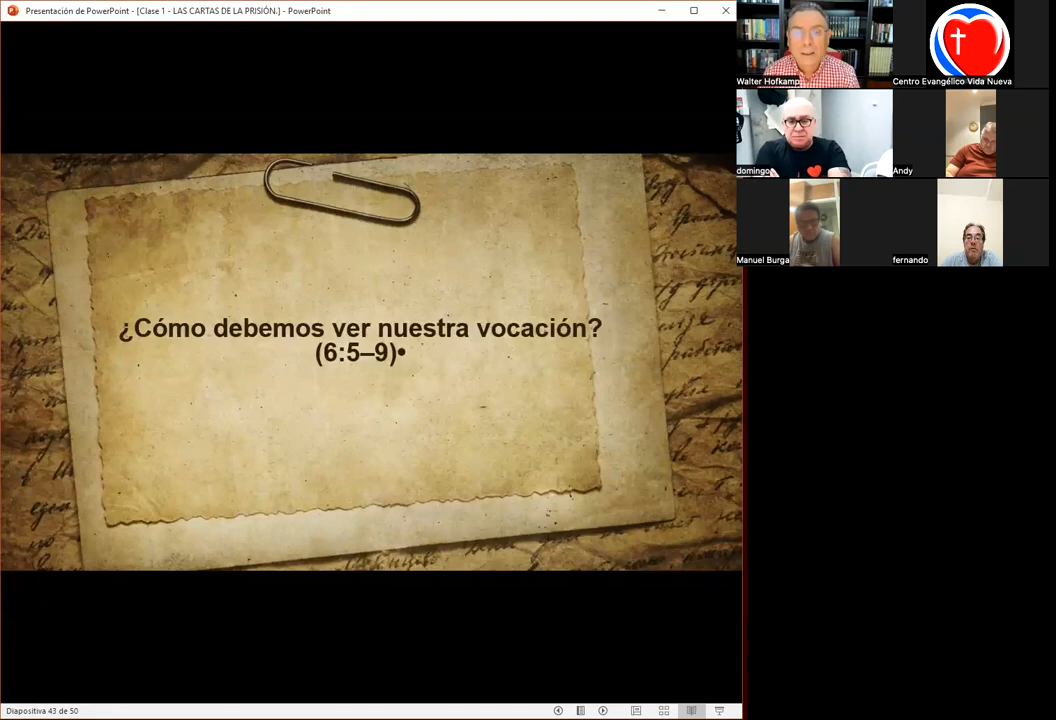 Presentación de PowerPoint - [Clase 1 - LAS CARTAS DE LA PRISIÓN.] - PowerPoint
¿Cómo debemos ver nuestra vocación?
(6:5–9)•
Diapositiva 43 de 50
Walter Hofkamp
Centro Evangélico Vida Nueva
domingo
Andy
Manuel Burga
fernando